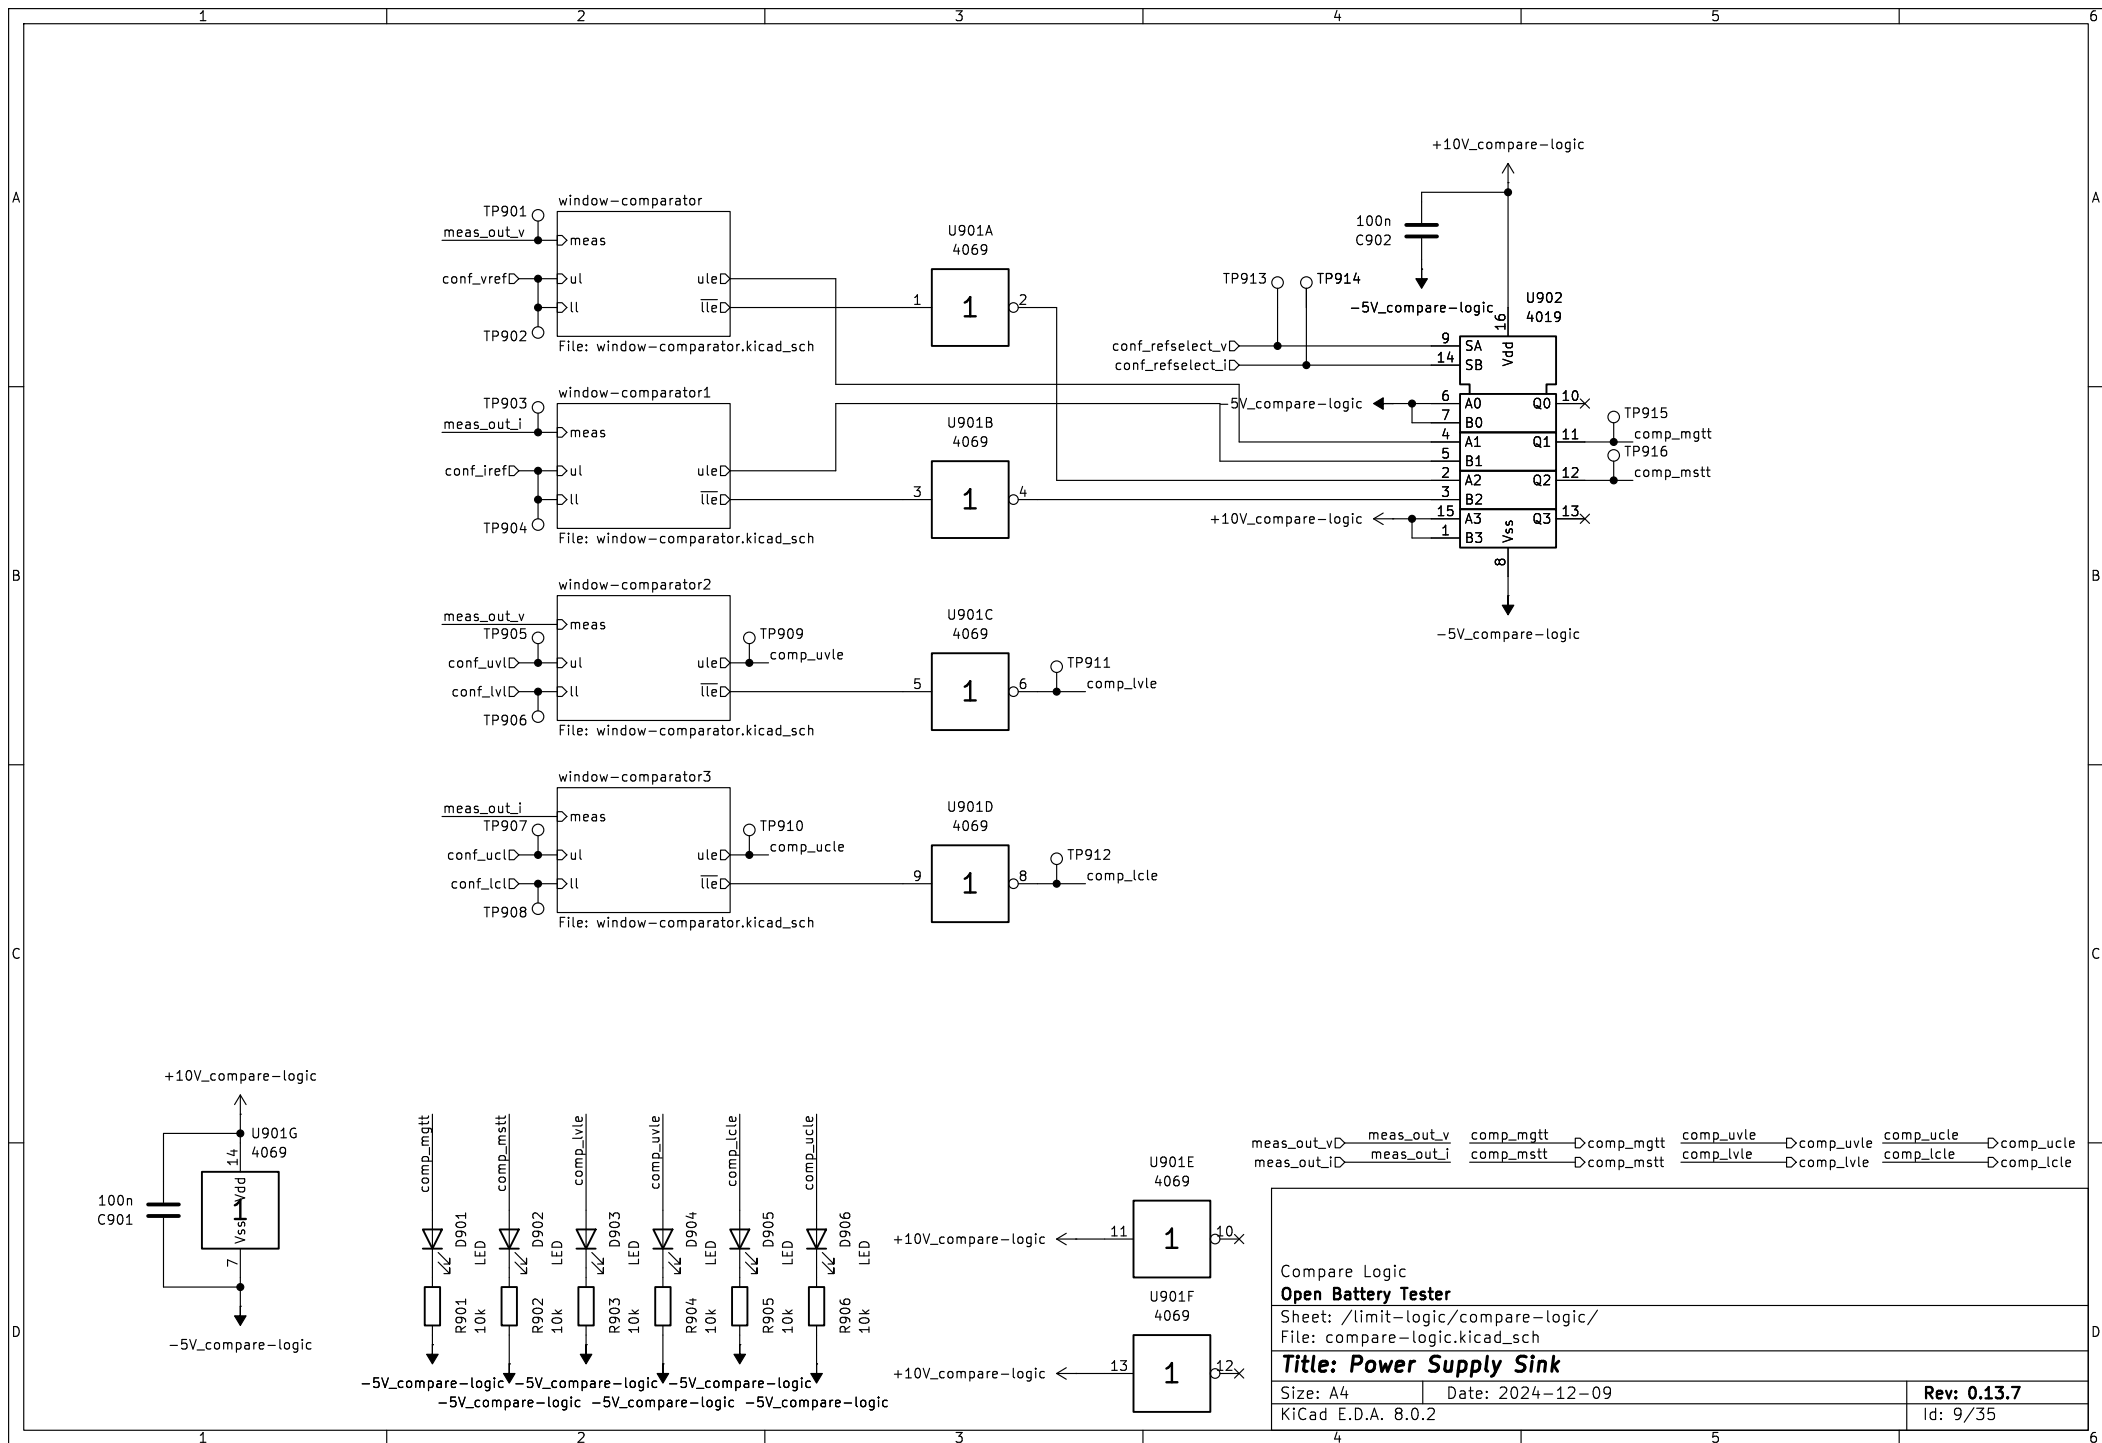 1 2 3 4 5 6
A A
B B
C C
D D
1 2 3 4 5 6
window-comparator
TP901
meas_out_v
meas
conf_vref
ul
ll
ule
lle
TP902
File: window-comparator.kicad_sch
U901A
4069
1 1 2
window-comparator1
TP903
meas_out_i
meas
conf_iref
ul
ll
ule
lle
TP904
File: window-comparator.kicad_sch
U901B
4069
3 1 4
window-comparator2
meas_out_v
meas
TP905
conf_uvl
ul
conf_lvl
ll
TP906
ule
lle
TP909
comp_uvle
File: window-comparator.kicad_sch
U901C
4069
5 1 6
TP911
comp_lvle
window-comparator3
meas_out_i
meas
TP907
conf_ucl
ul
conf_lcl
ll
TP908
ule
lle
TP910
comp_ucle
File: window-comparator.kicad_sch
U901D
4069
9 1 8
TP912
comp_lcle
+10V_compare-logic
100n
C902
-5V_compare-logic
TP913
TP914
U902
4019
16
Vdd
conf_refselect_v
9 SA
conf_refselect_i
14 SB
-5V_compare-logic
6 A0 Q0 10
7 B0
4 A1 Q1 11
5 B1
2 A2 Q2 12
3 B2
+10V_compare-logic
15 A3 Q3 13
1 B3
Vss
8
-5V_compare-logic
TP915
comp_mgtt
TP916
comp_mstt
+10V_compare-logic
U901G
4069
14
Vdd
1
Vss
7
100n
C901
-5V_compare-logic
comp_mgtt
D901
LED
R901
10k
comp_mstt
D902
LED
R902
10k
comp_lvle
D903
LED
R903
10k
comp_uvle
D904
LED
R904
10k
comp_lcle
D905
LED
R905
10k
comp_ucle
D906
LED
R906
10k
-5V_compare-logic -5V_compare-logic -5V_compare-logic
-5V_compare-logic -5V_compare-logic -5V_compare-logic
U901E
4069
+10V_compare-logic 11 1 10
U901F
4069
+10V_compare-logic 13 1 12
meas_out_v meas_out_v comp_mgtt comp_mgtt comp_uvle comp_uvle comp_ucle comp_ucle
meas_out_i meas_out_i comp_mstt comp_mstt comp_lvle comp_lvle comp_lcle comp_lcle
Compare Logic
Open Battery Tester
Sheet: /limit-logic/compare-logic/
File: compare-logic.kicad_sch
Title: Power Supply Sink
Size: A4 Date: 2024-12-09 Rev: 0.13.7
KiCad E.D.A. 8.0.2 Id: 9/35